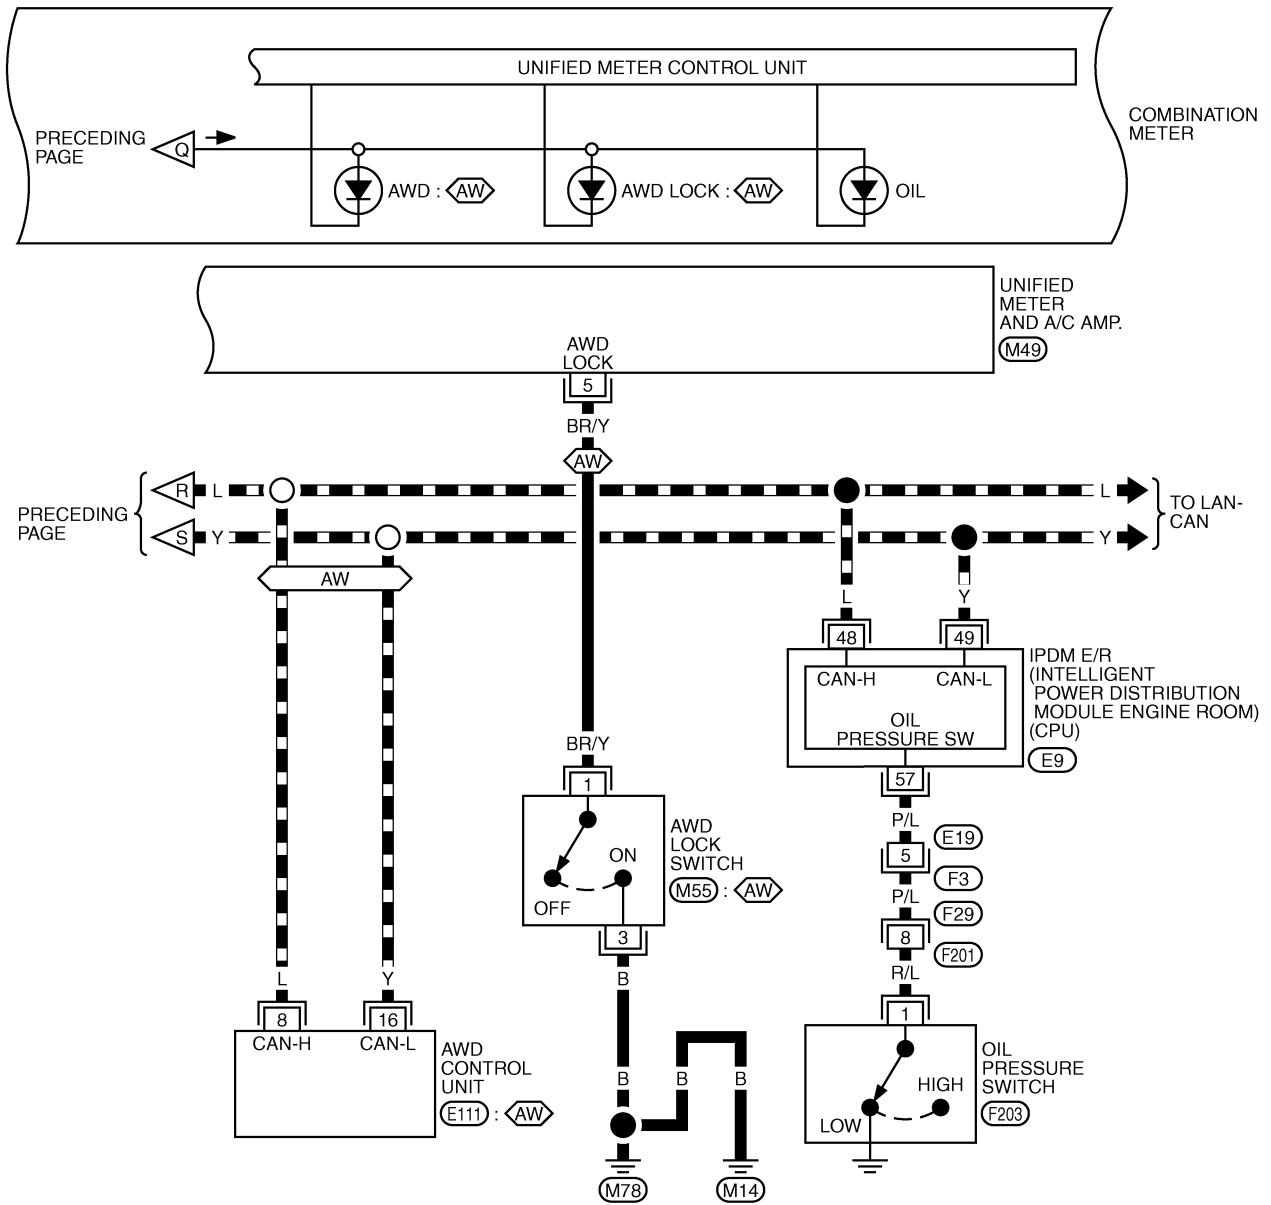 UNIFIED METER CONTROL UNIT
COMBINATION
METER
PRECEDING
PAGE
Q
AWD : AW
AWD LOCK : AW
OIL
UNIFIED
METER
AND A/C AMP.
M49
AWD
LOCK
5
BR/Y
AW
PRECEDING
PAGE
R
L
L
S
Y
Y
TO LAN-
CAN
AW
L
Y
48
49
CAN-H
CAN-L
OIL
PRESSURE SW
IPDM E/R
(INTELLIGENT
POWER DISTRIBUTION
MODULE ENGINE ROOM)
(CPU)
E9
57
P/L
E19
5
F3
P/L
F29
8
F201
R/L
1
BR/Y
1
ON
OFF
AWD
LOCK
SWITCH
M55 : AW
3
B
L
Y
8
16
CAN-H
CAN-L
AWD
CONTROL
UNIT
E111 : AW
B
B
B
M78
M14
HIGH
LOW
OIL
PRESSURE
SWITCH
F203